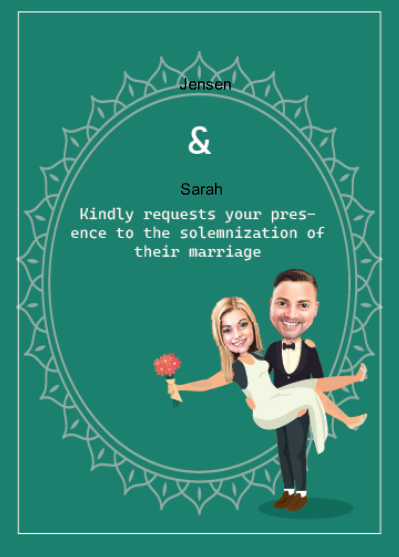 Jensen
&
Sarah
Kindly requests your pres-
ence to the solemnization of
their marriage